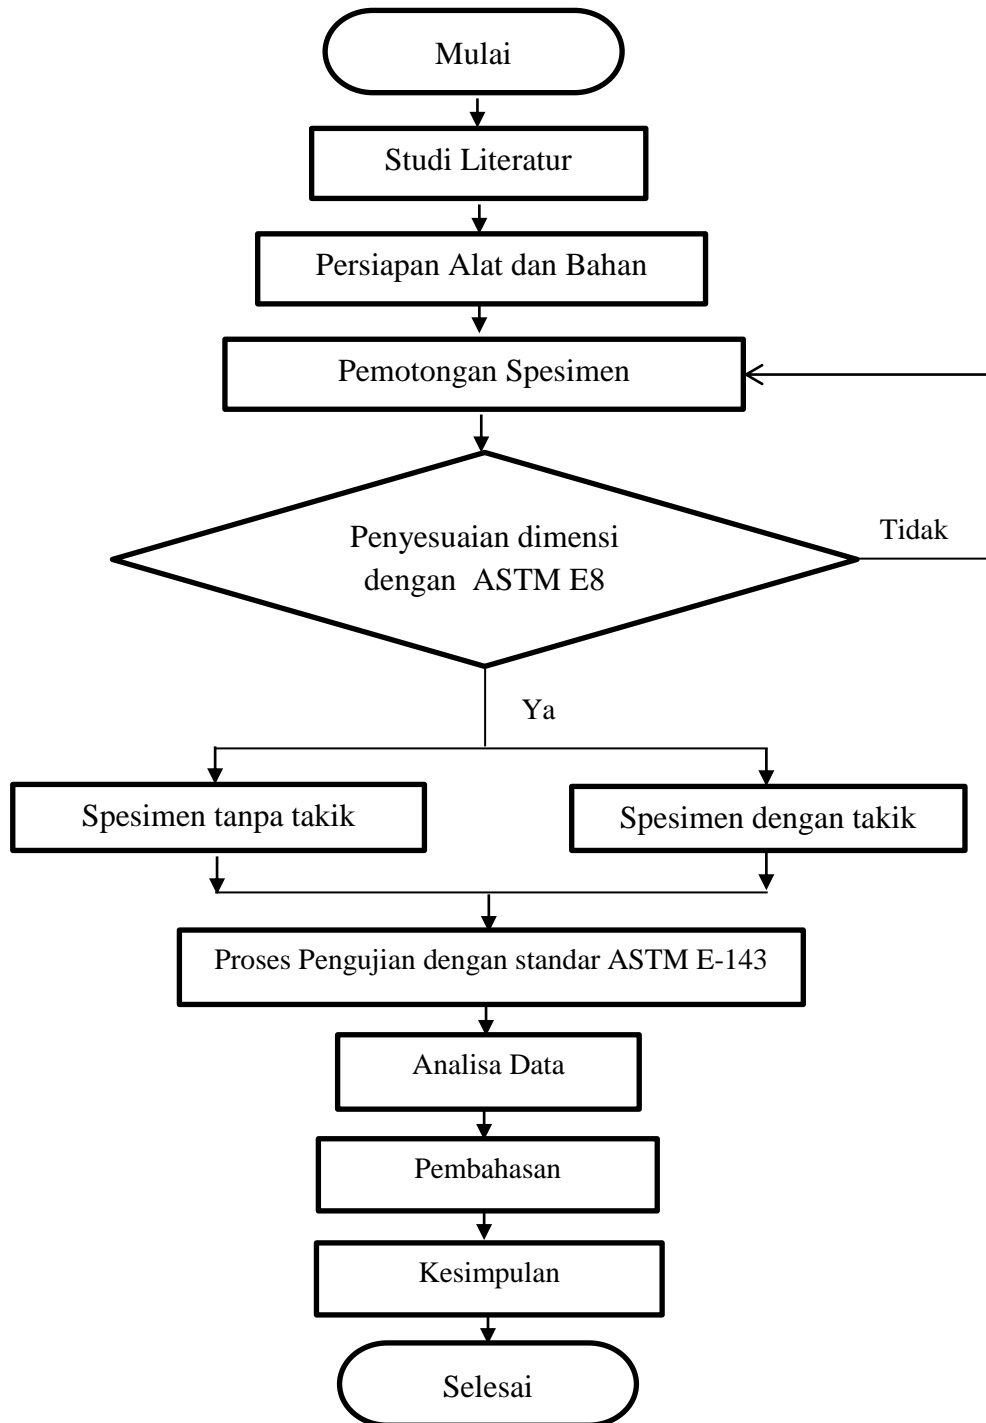 Mulai
Studi Literatur
Persiapan Alat dan Bahan
Pemotongan Spesimen
Penyesuaian dimensi
dengan  ASTM E8
Tidak
Ya
Spesimen tanpa takik
Spesimen dengan takik
Proses Pengujian dengan standar ASTM E-143
Analisa Data
Pembahasan
Kesimpulan
Selesai